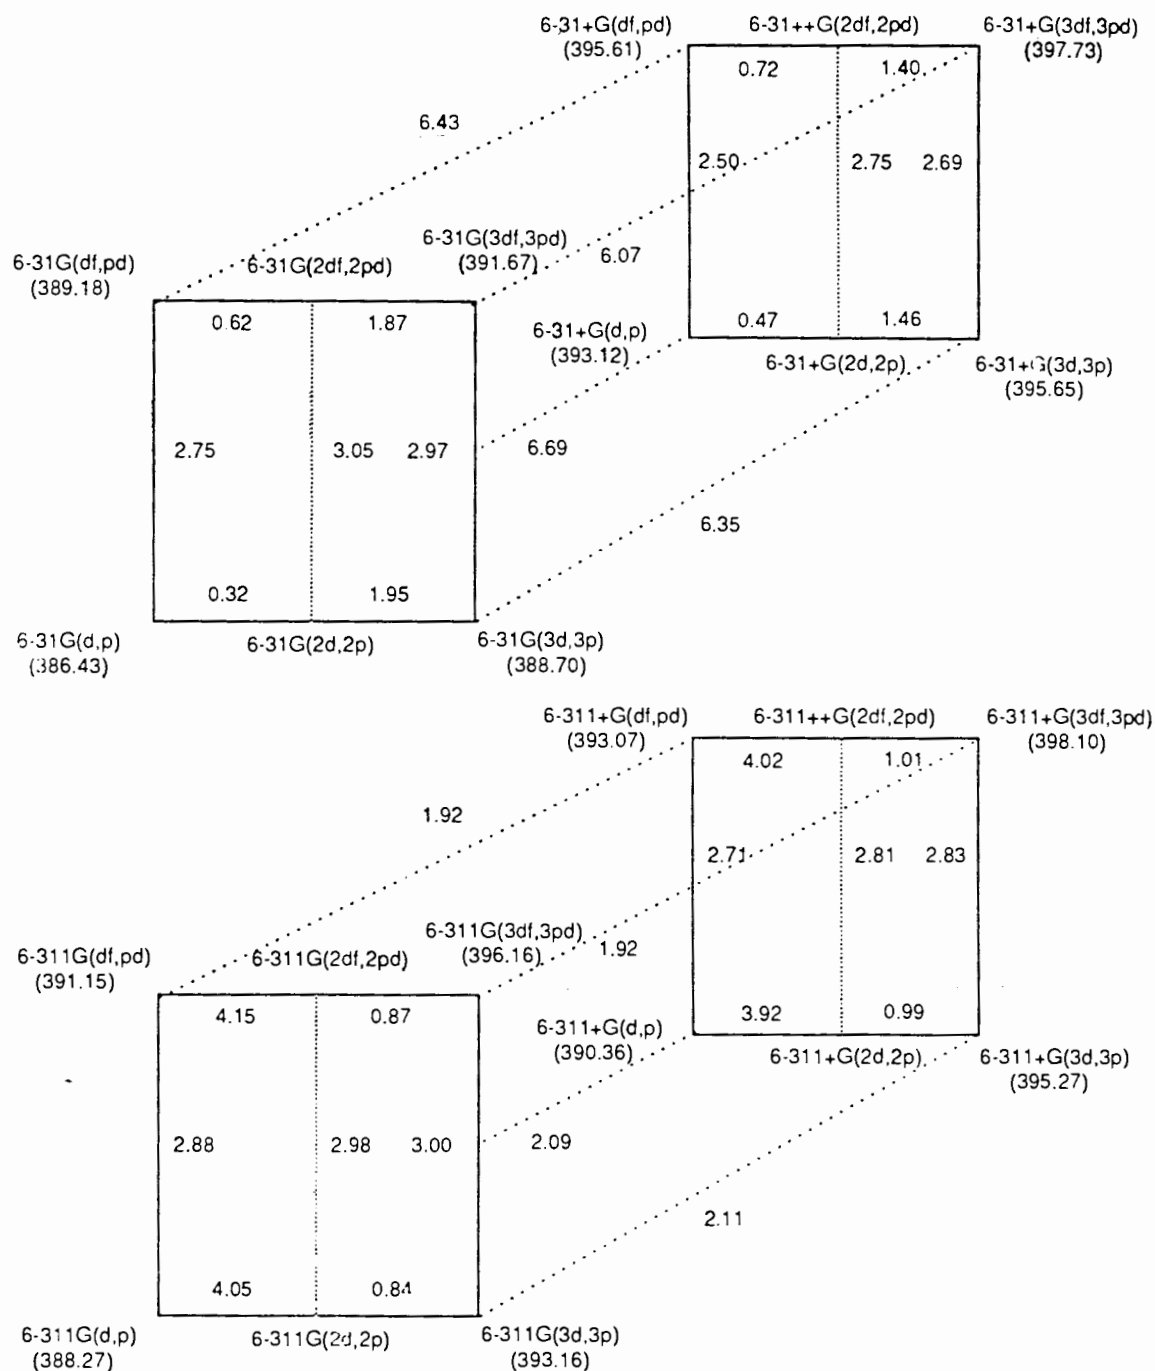 6-31+G(df,pd) 6-31++G(2df,2pd) 6-31+G(3df,3pd)
(395.61) (397.73)
0.72 1.40
6.43
2.50 2.75 2.69
6-31G(3df,3pd)
(391.67) 6.07
6-31G(df,pd) 6-31G(2df,2pd)
(389.18)
0.62 1.87
6-31+G(d,p) 0.47 1.46
(393.12)
6-31+G(2d,2p) 6-31+G(3d,3p)
(395.65)
2.75 3.05 2.97 6.69
6.35
0.32 1.95
6-31G(d,p) 6-31G(2d,2p) 6-31G(3d,3p)
(386.43) (388.70)
6-311+G(df,pd) 6-311++G(2df,2pd) 6-311+G(3df,3pd)
(393.07) (398.10)
4.02 1.01
1.92
2.71 2.81 2.83
6-311G(3df,3pd)
(396.16) 1.92
6-311G(df,pd) 6-311G(2df,2pd)
(391.15)
4.15 0.87
6-311+G(d,p) 3.92 0.99
(390.36)
6-311+G(2d,2p) 6-311+G(3d,3p)
(395.27)
2.88 2.98 3.00 2.09
2.11
4.05 0.84
6-311G(d,p) 6-311G(2d,2p) 6-311G(3d,3p)
(388.27) (393.16)